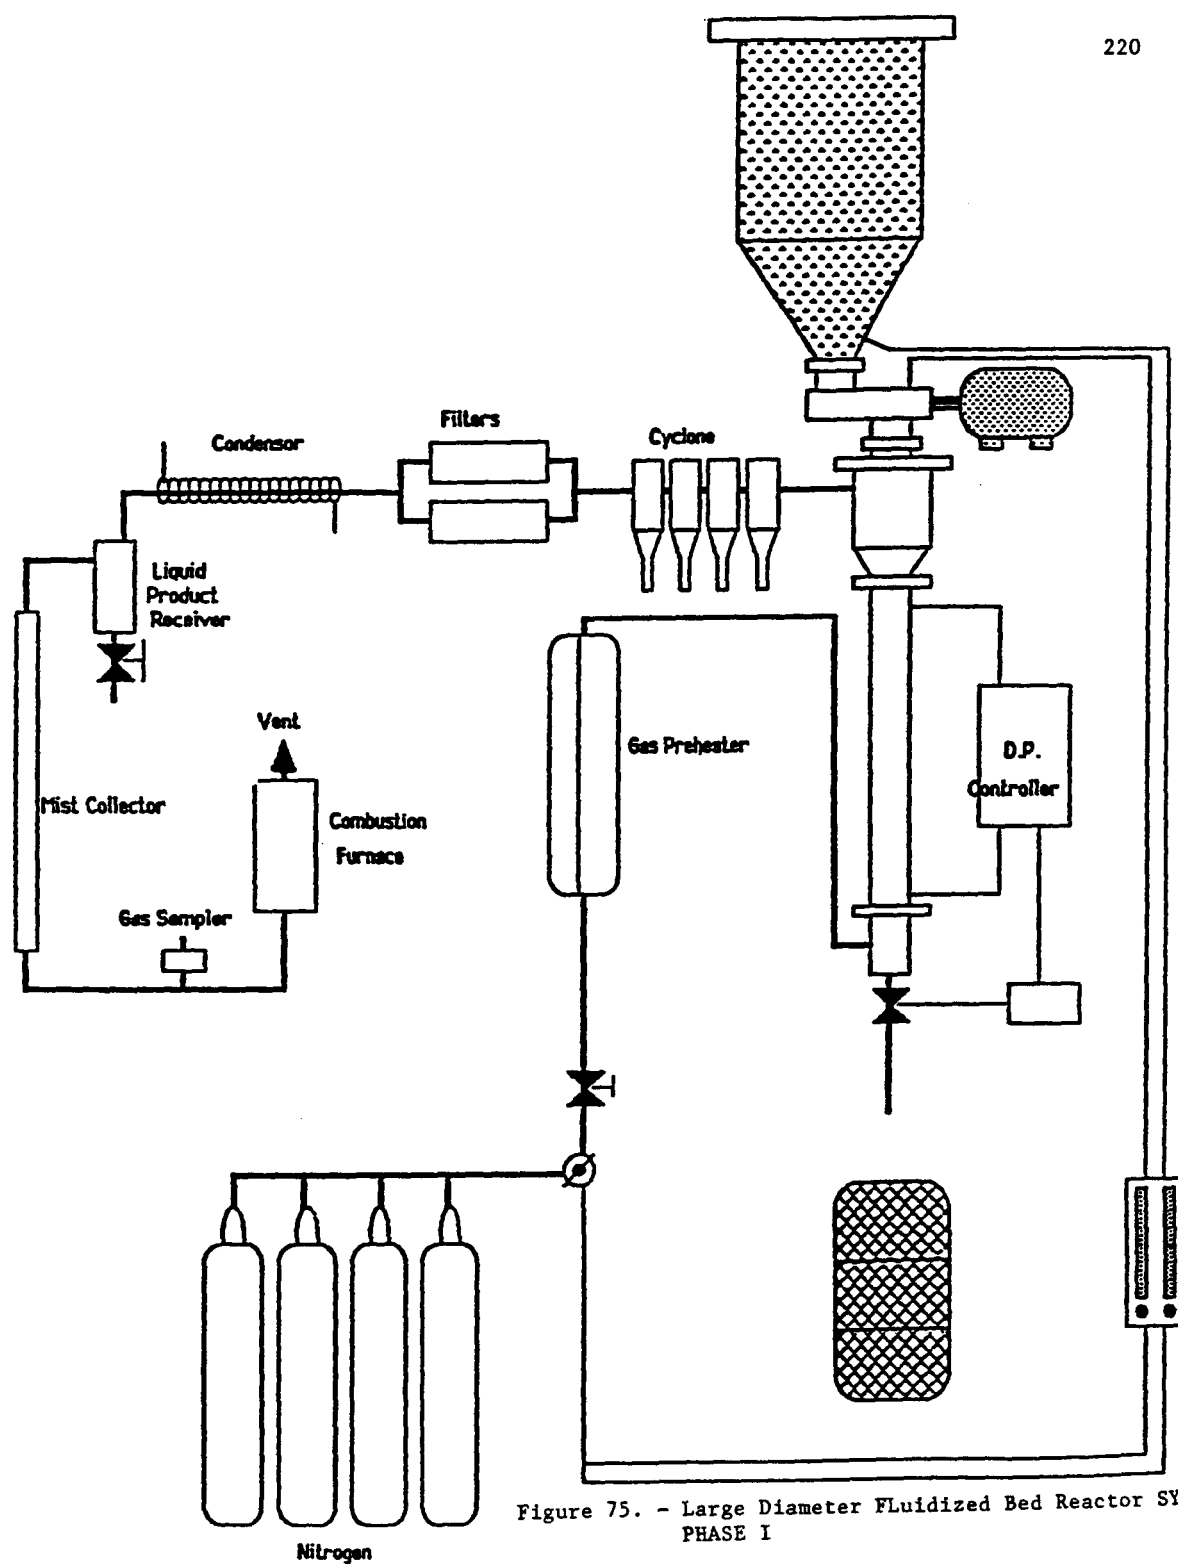 220
Filters
Cyclone
Condensor
Liquid
Product
Receiver
Vent
Gas Preheater
D.P.
Controller
Mist Collector
Combustion
Furnace
Gas Sampler
Figure 75. - Large Diameter FLuidized Bed Reactor SY
PHASE I
Nitrogen